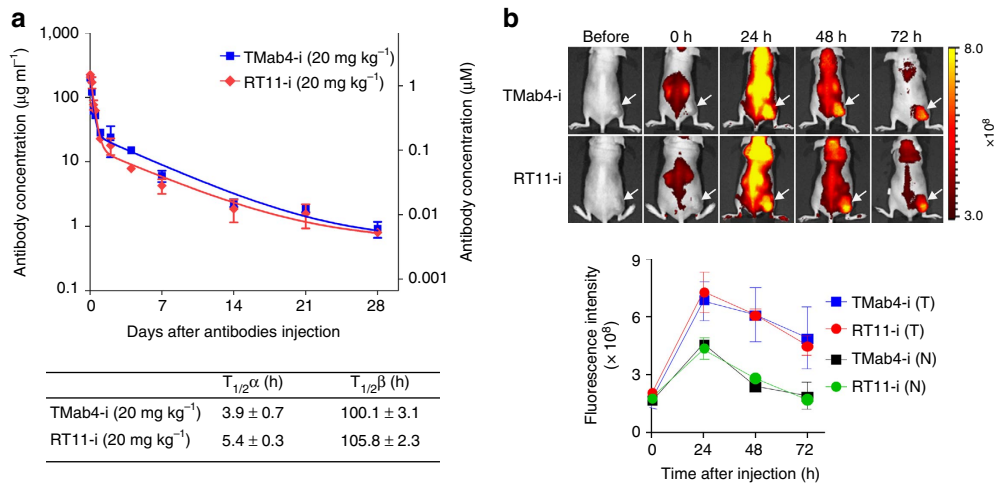 a
1,000
100
10
1
0.1
Antibody concentration (μg ml⁻¹)
TMab4-i (20 mg kg⁻¹)
RT11-i (20 mg kg⁻¹)
1
0.1
0.01
0.001
Antibody concentration (μM)
0 7 14 21 28
Days after antibodies injection
T1/2α (h) T1/2β (h)
TMab4-i (20 mg kg⁻¹) 3.9 ± 0.7 100.1 ± 3.1
RT11-i (20 mg kg⁻¹) 5.4 ± 0.3 105.8 ± 2.3
b
Before 0 h 24 h 48 h 72 h
TMab4-i
RT11-i
8.0
×10⁸
3.0
9
6
3
0
Fluorescence intensity
(× 10⁸)
TMab4-i (T)
RT11-i (T)
TMab4-i (N)
RT11-i (N)
0 24 48 72
Time after injection (h)